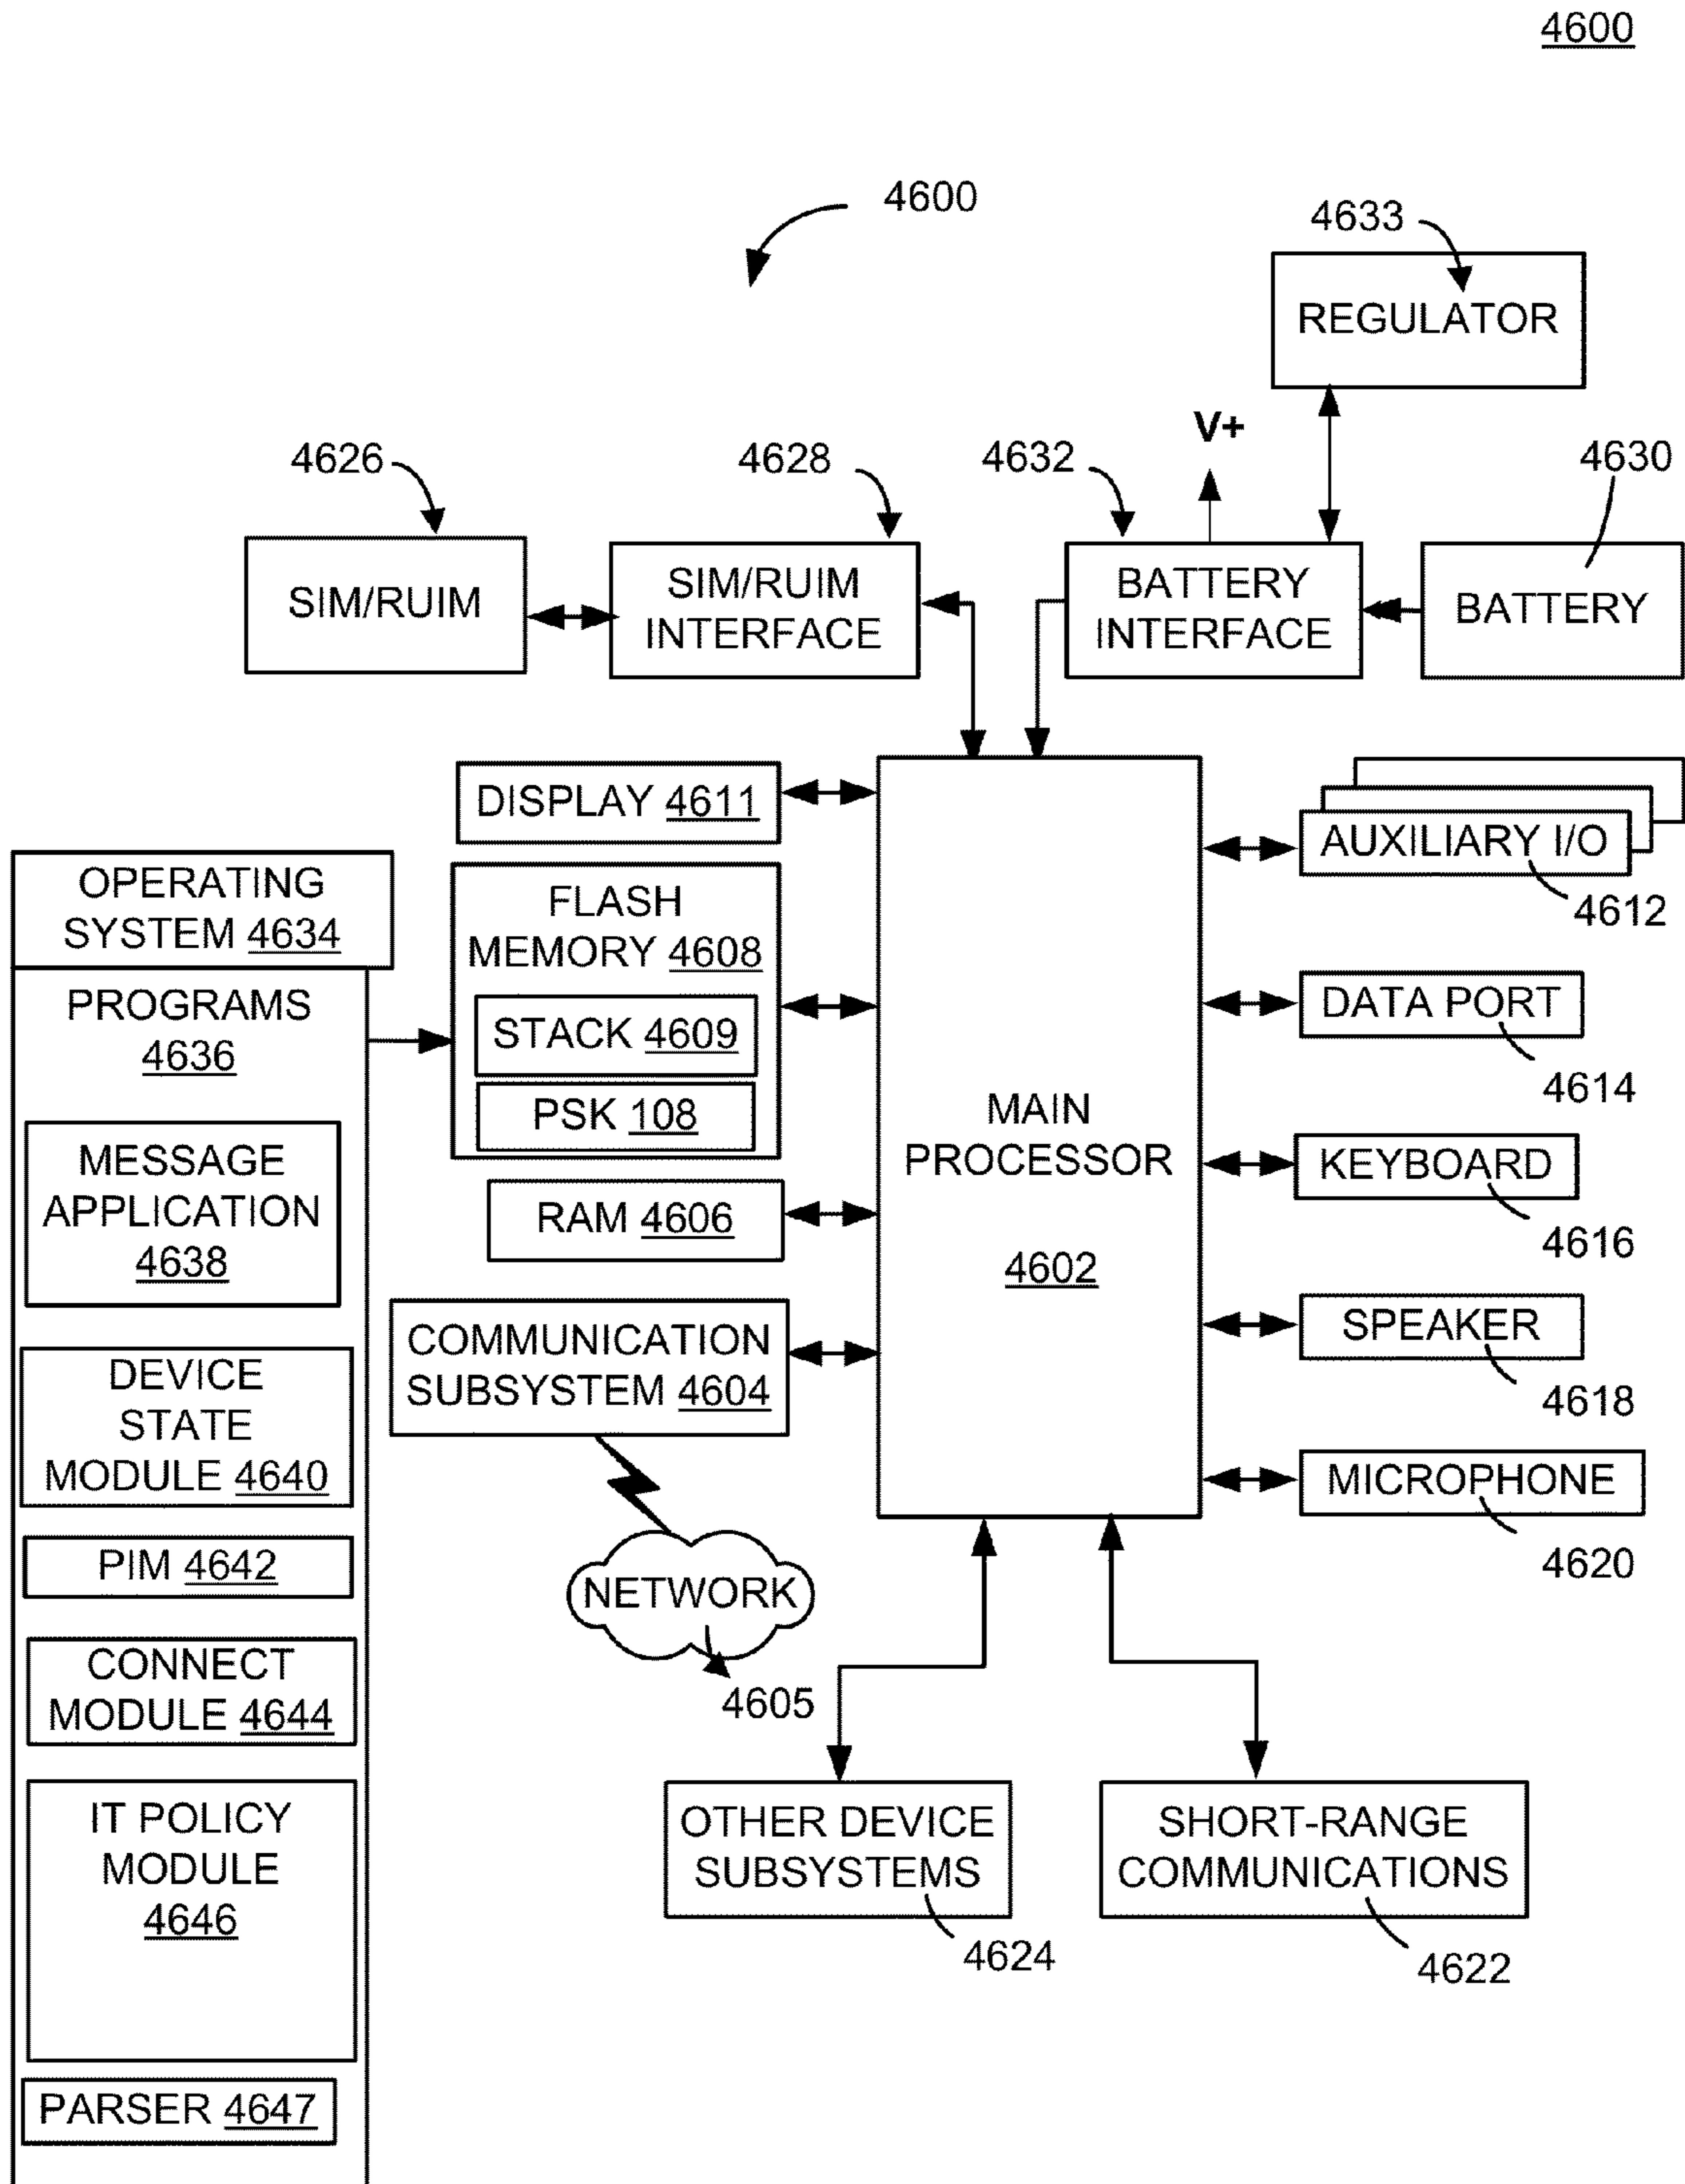 4600
4600
4633
REGULATOR
V+
4626
4628
4632
4630
SIM/RUIM
SIM/RUIM
INTERFACE
BATTERY
INTERFACE
BATTERY
DISPLAY 4611
AUXILIARY I/O
4612
OPERATING
SYSTEM 4634
FLASH
MEMORY 4608
STACK 4609
PSK 108
PROGRAMS
4636
DATA PORT
4614
MAIN
PROCESSOR
4602
KEYBOARD
4616
MESSAGE
APPLICATION
4638
RAM 4606
COMMUNICATION
SUBSYSTEM 4604
SPEAKER
4618
DEVICE
STATE
MODULE 4640
MICROPHONE
4620
PIM 4642
NETWORK
4605
CONNECT
MODULE 4644
IT POLICY
MODULE
4646
OTHER DEVICE
SUBSYSTEMS
4624
SHORT-RANGE
COMMUNICATIONS
4622
PARSER 4647